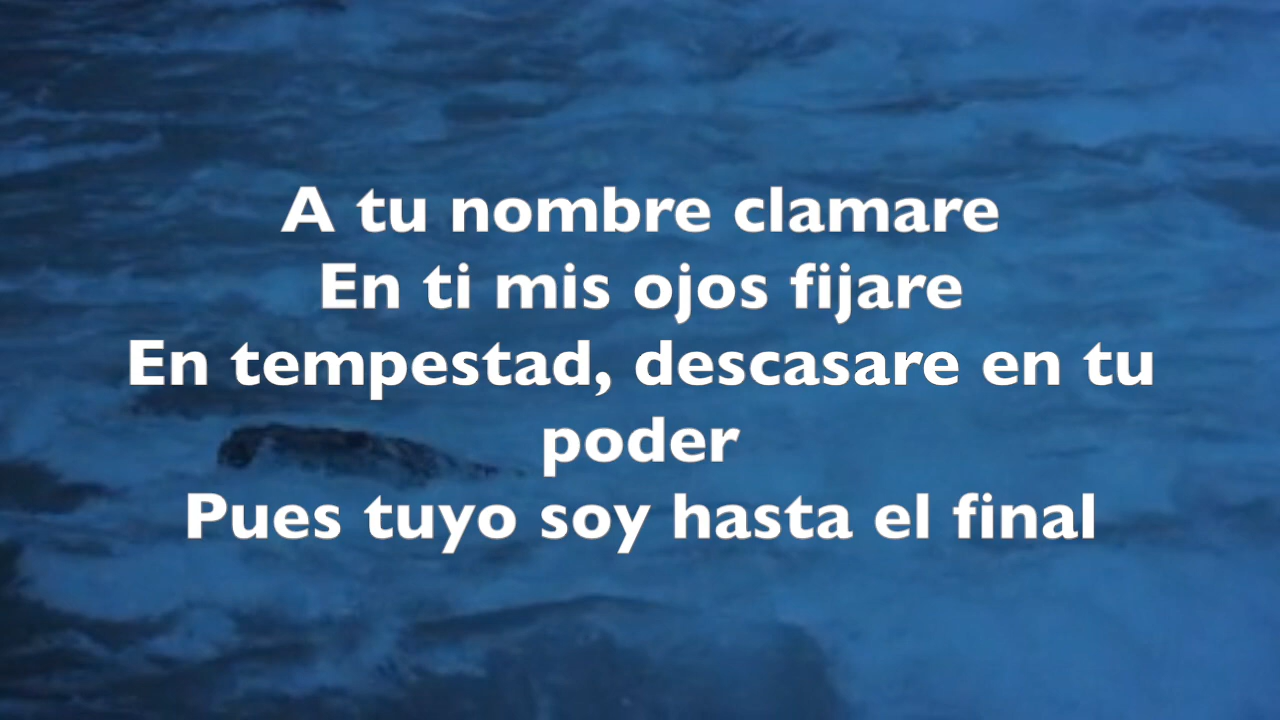 A tu nombre clamare
En ti mis ojos fijare
En tempestad, descasare en tu
poder
Pues tuyo soy hasta el final